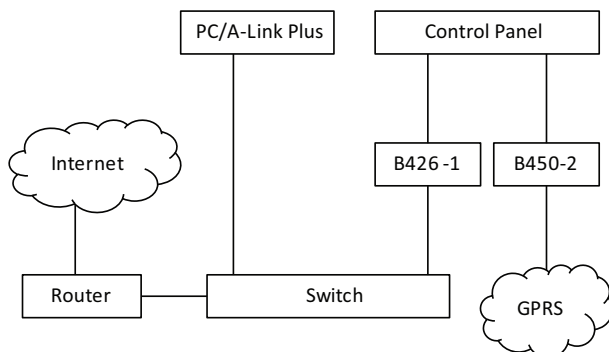 PC/A-Link Plus
Control Panel
Internet
B426 -1
B450-2
Router
Switch
GPRS